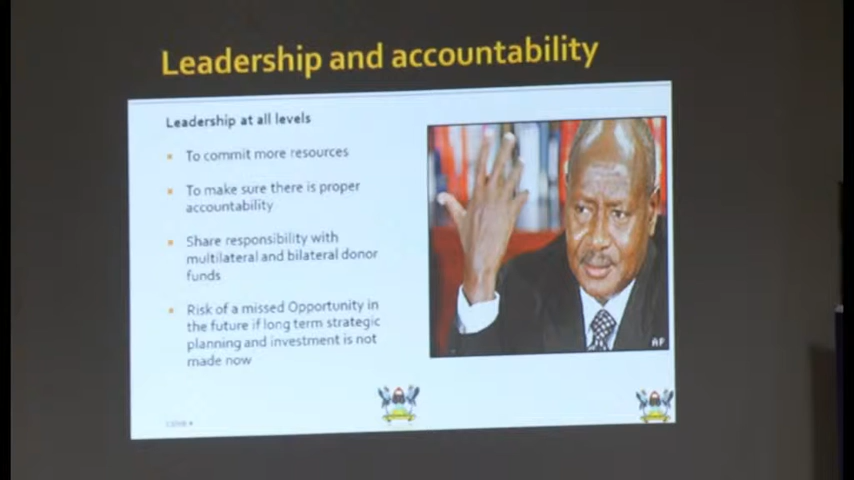 Leadership and accountability
Leadership at all levels
To commit more resources
To make sure there is proper
accountability
Share responsibility with
multilateral and bilateral donor
funds
Risk of a missed Opportunity in
the future if long term strategic
planning and investment is not
made now
AP